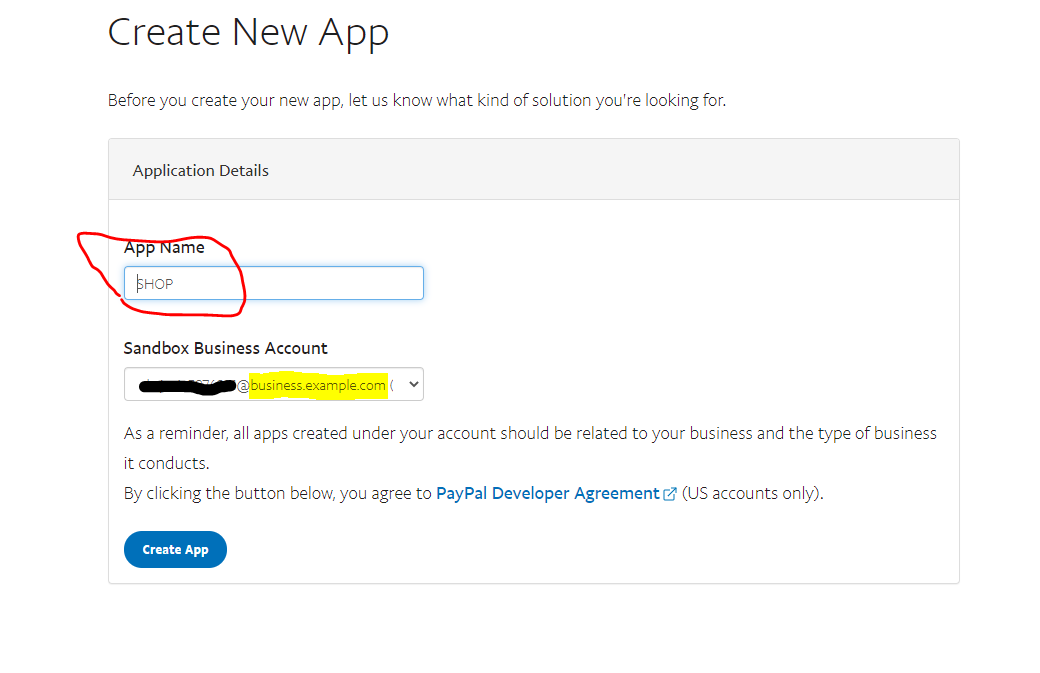 Create New App
Before you create your new app, let us know what kind of solution you're looking for.
Application Details
App Name
SHOP
Sandbox Business Account
@business.example.com (
As a reminder, all apps created under your account should be related to your business and the type of business
it conducts.
By clicking the button below, you agree to PayPal Developer Agreement (US accounts only).
Create App